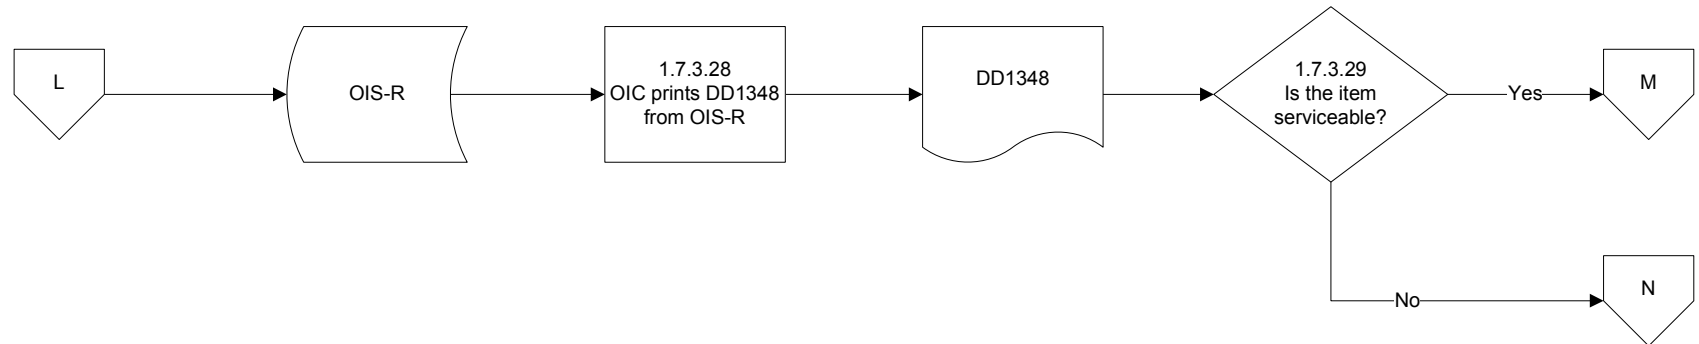 L
OIS-R
1.7.3.28
OIC prints DD1348
from OIS-R
DD1348
1.7.3.29
Is the item
serviceable?
Yes
M
No
N